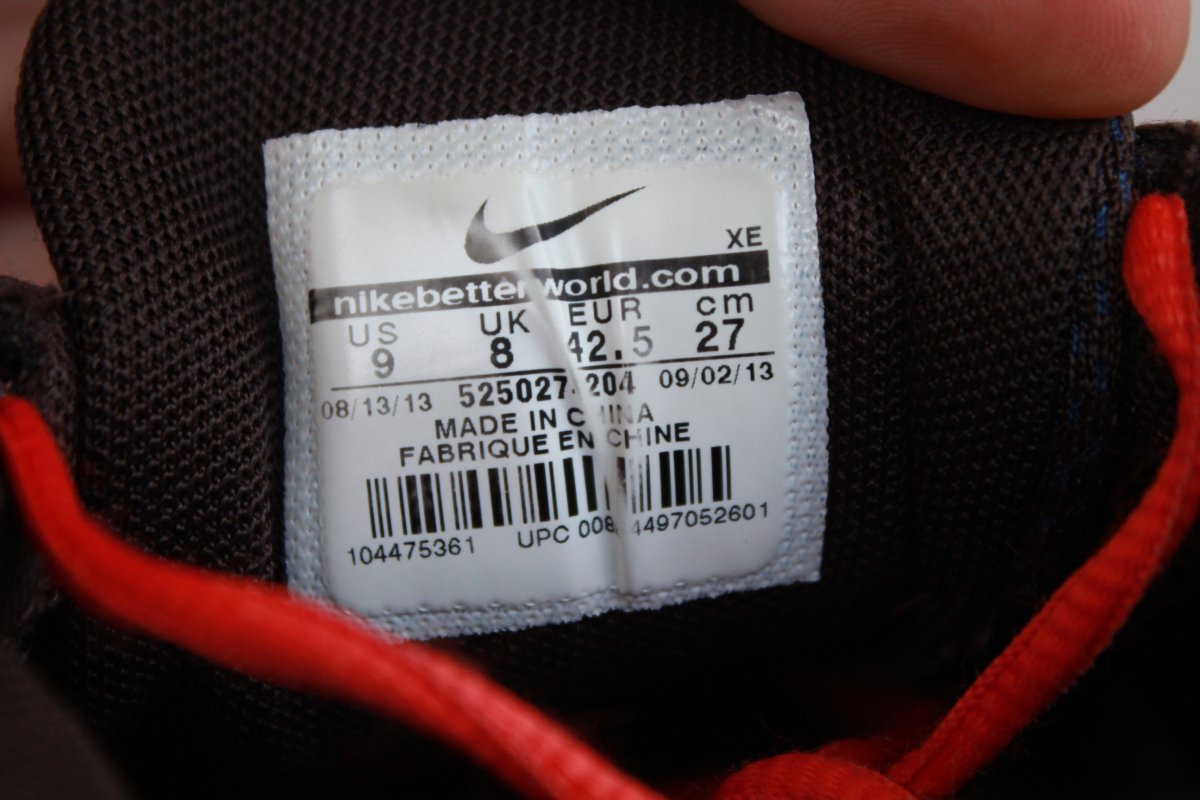 XE
nikebetterworld.com
US UK EUR cm
9 8 42.5 27
08/13/13 525027-204 09/02/13
MADE IN CHINA
FABRIQUE EN CHINE
104475361 UPC